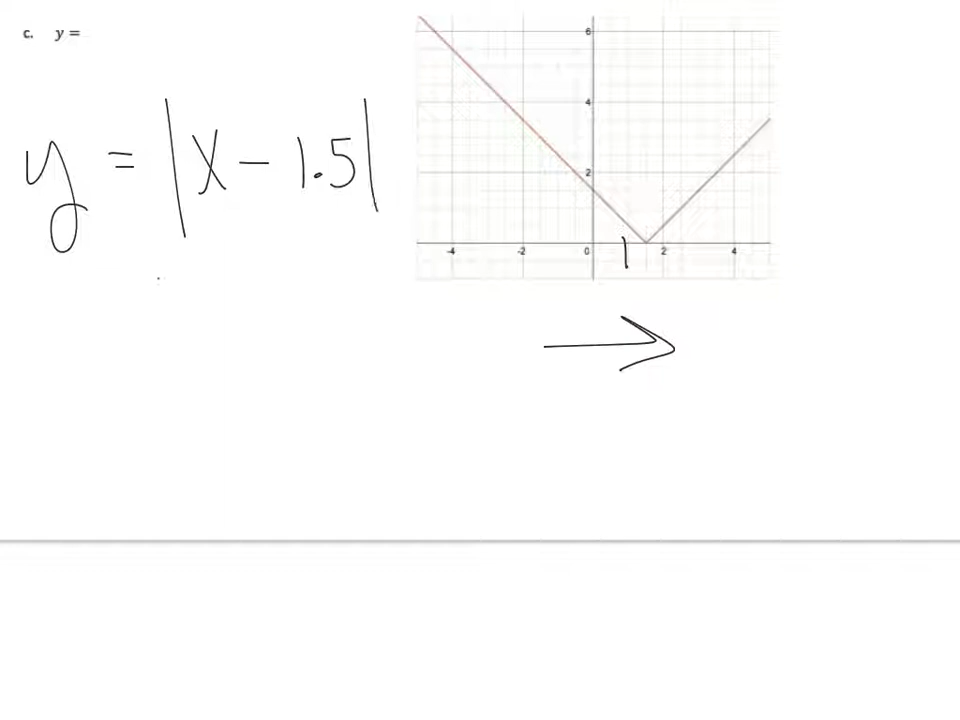 c. y =
y = |x - 1.5|
6
4
2
-4 -2 0 1 2 4